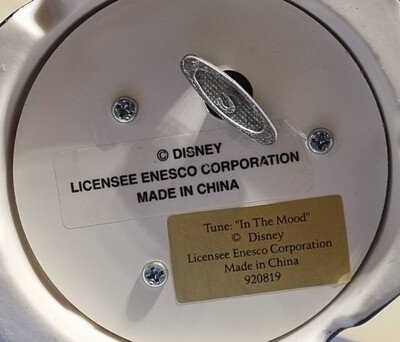 © DISNEY
LICENSEE ENESCO CORPORATION
MADE IN CHINA
Tune: "In The Mood"
© Disney
Licensee Enesco Corporation
Made in China
920819